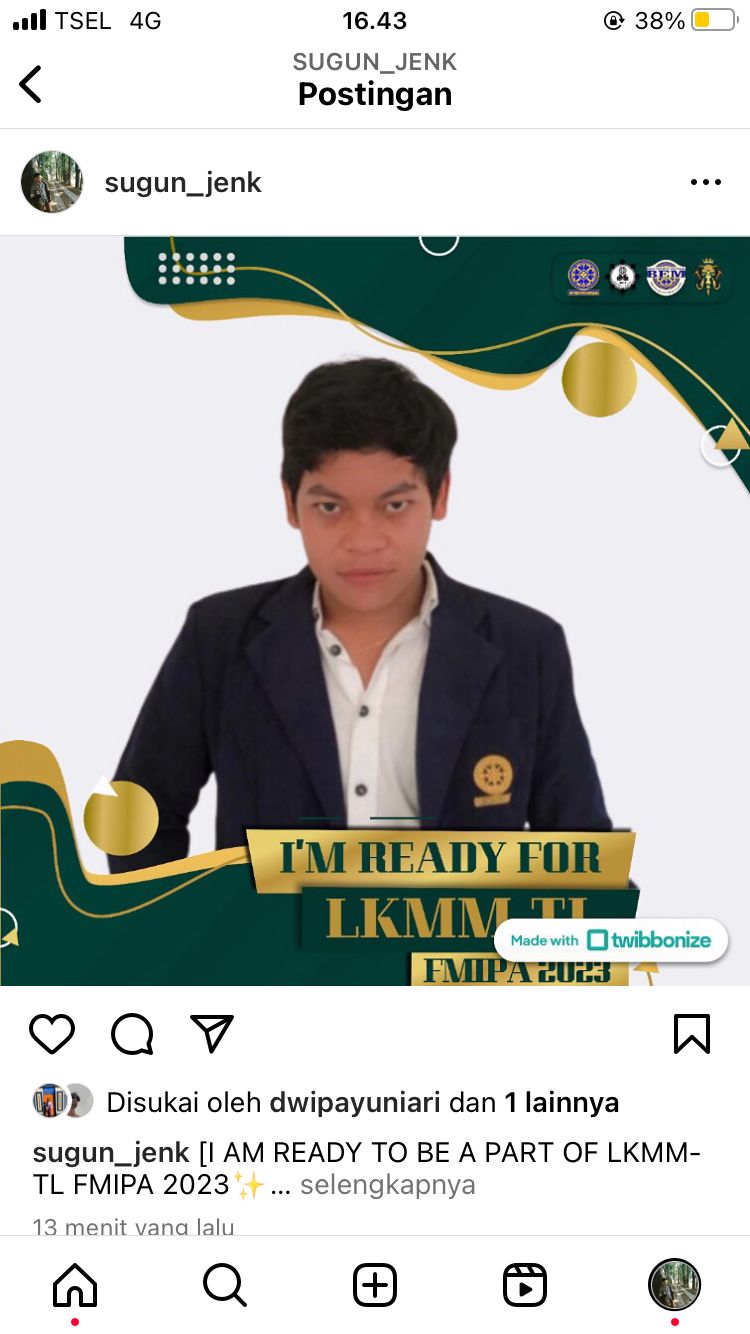 TSEL 4G
16.43
38%
SUGUN_JENK
Postingan
sugun_jenk
BEM
I'M READY FOR
LKMM-TL
Made with twibbonize
FMIPA 2023
Disukai oleh dwipayuniari dan 1 lainnya
sugun_jenk [I AM READY TO BE A PART OF LKMM-
TL FMIPA 2023✨... selengkapnya
13 menit yang lalu